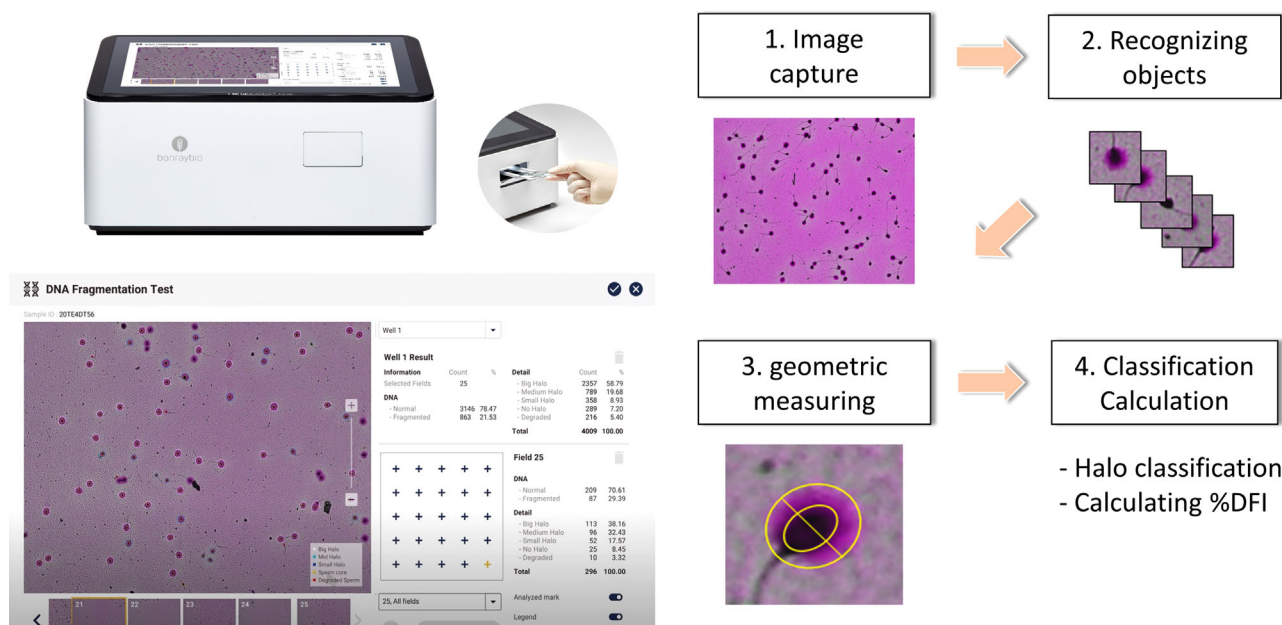 DNA Fragmentation Test
bonraybio
1. Image
capture
2. Recognizing
objects
DNA Fragmentation Test
Sample ID : 20TE4DT56
Well 1
Well 1 Result
Information Count %
Selected Fields 25
DNA
- Normal 3146 78.47
- Fragmented 863 21.53
Detail Count %
- Big Halo 2357 58.79
- Medium Halo 789 19.68
- Small Halo 358 8.93
- No Halo 289 7.20
- Degraded 216 5.40
Total 4009 100.00
Field 25
DNA
- Normal 209 70.61
- Fragmented 87 29.39
Detail
- Big Halo 113 38.16
- Medium Halo 96 32.43
- Small Halo 52 17.57
- No Halo 25 8.45
- Degraded 10 3.32
Total 296 100.00
Big Halo
Mid Halo
Small Halo
Sperm core
Degraded Sperm
21 22 23 24 25
25, All fields
Analyzed mark
Legend
3. geometric
measuring
4. Classification
Calculation
- Halo classification
- Calculating %DFI